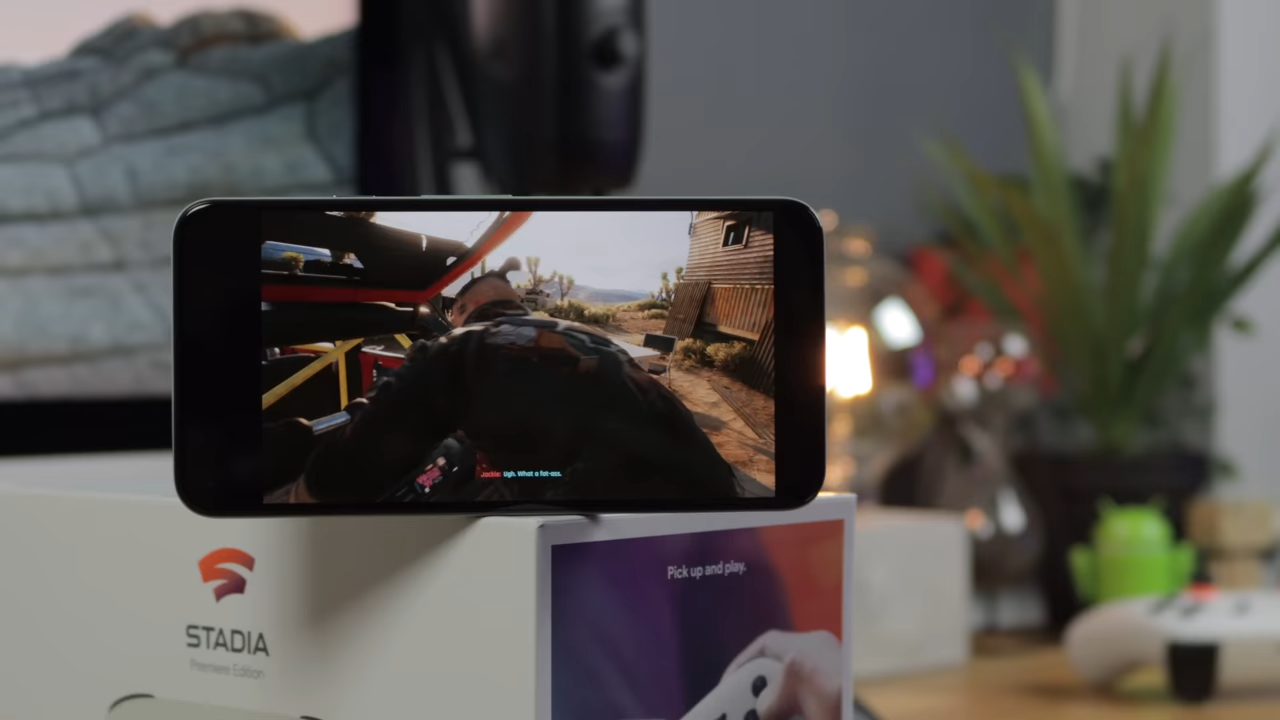 Jackie: Ugh. What a fat-ass.
Pick up and play.
STADIA
Premiere Edition